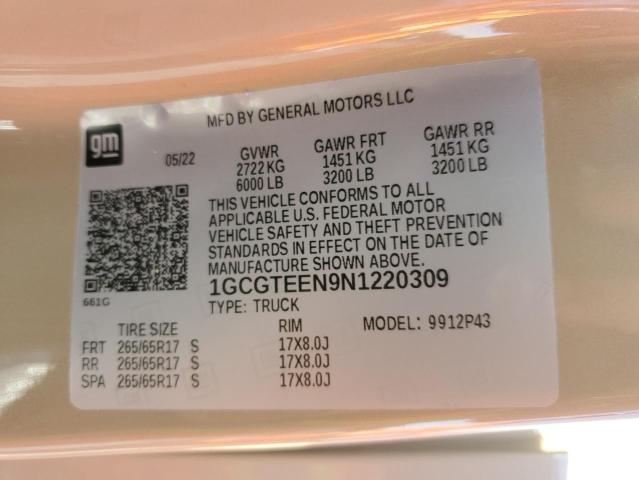 MFD BY GENERAL MOTORS LLC
gm
05/22 GVWR GAWR FRT GAWR RR
2722 KG 1451 KG 1451 KG
6000 LB 3200 LB 3200 LB
THIS VEHICLE CONFORMS TO ALL
APPLICABLE U.S. FEDERAL MOTOR
VEHICLE SAFETY AND THEFT PREVENTION
STANDARDS IN EFFECT ON THE DATE OF
MANUFACTURE SHOWN ABOVE.
661G
1GCGTEEN9N1220309
TYPE: TRUCK
TIRE SIZE RIM MODEL: 9912P43
FRT 265/65R17 S 17X8.0J
RR 265/65R17 S 17X8.0J
SPA 265/65R17 S 17X8.0J